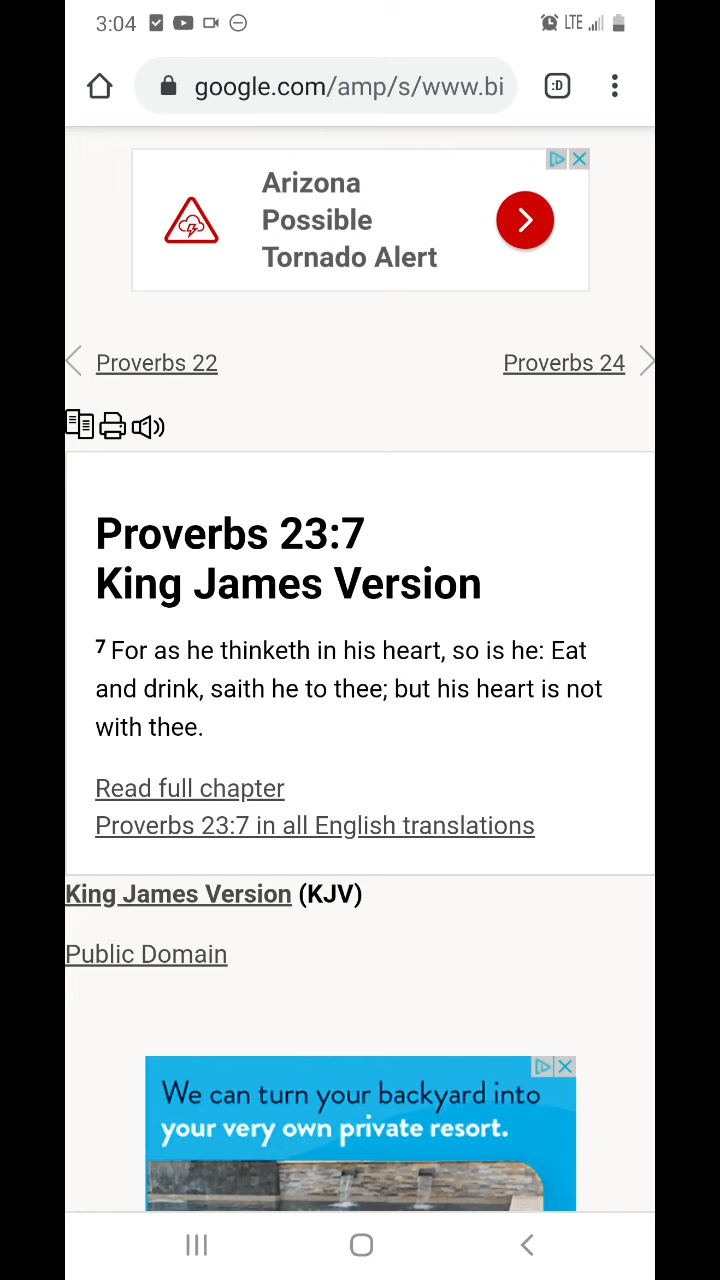 3:04
LTE
google.com/amp/s/www.bi
:D
Arizona
Possible
Tornado Alert
Proverbs 22
Proverbs 24
Proverbs 23:7
King James Version
7 For as he thinketh in his heart, so is he: Eat
and drink, saith he to thee; but his heart is not
with thee.
Read full chapter
Proverbs 23:7 in all English translations
King James Version (KJV)
Public Domain
We can turn your backyard into
your very own private resort.